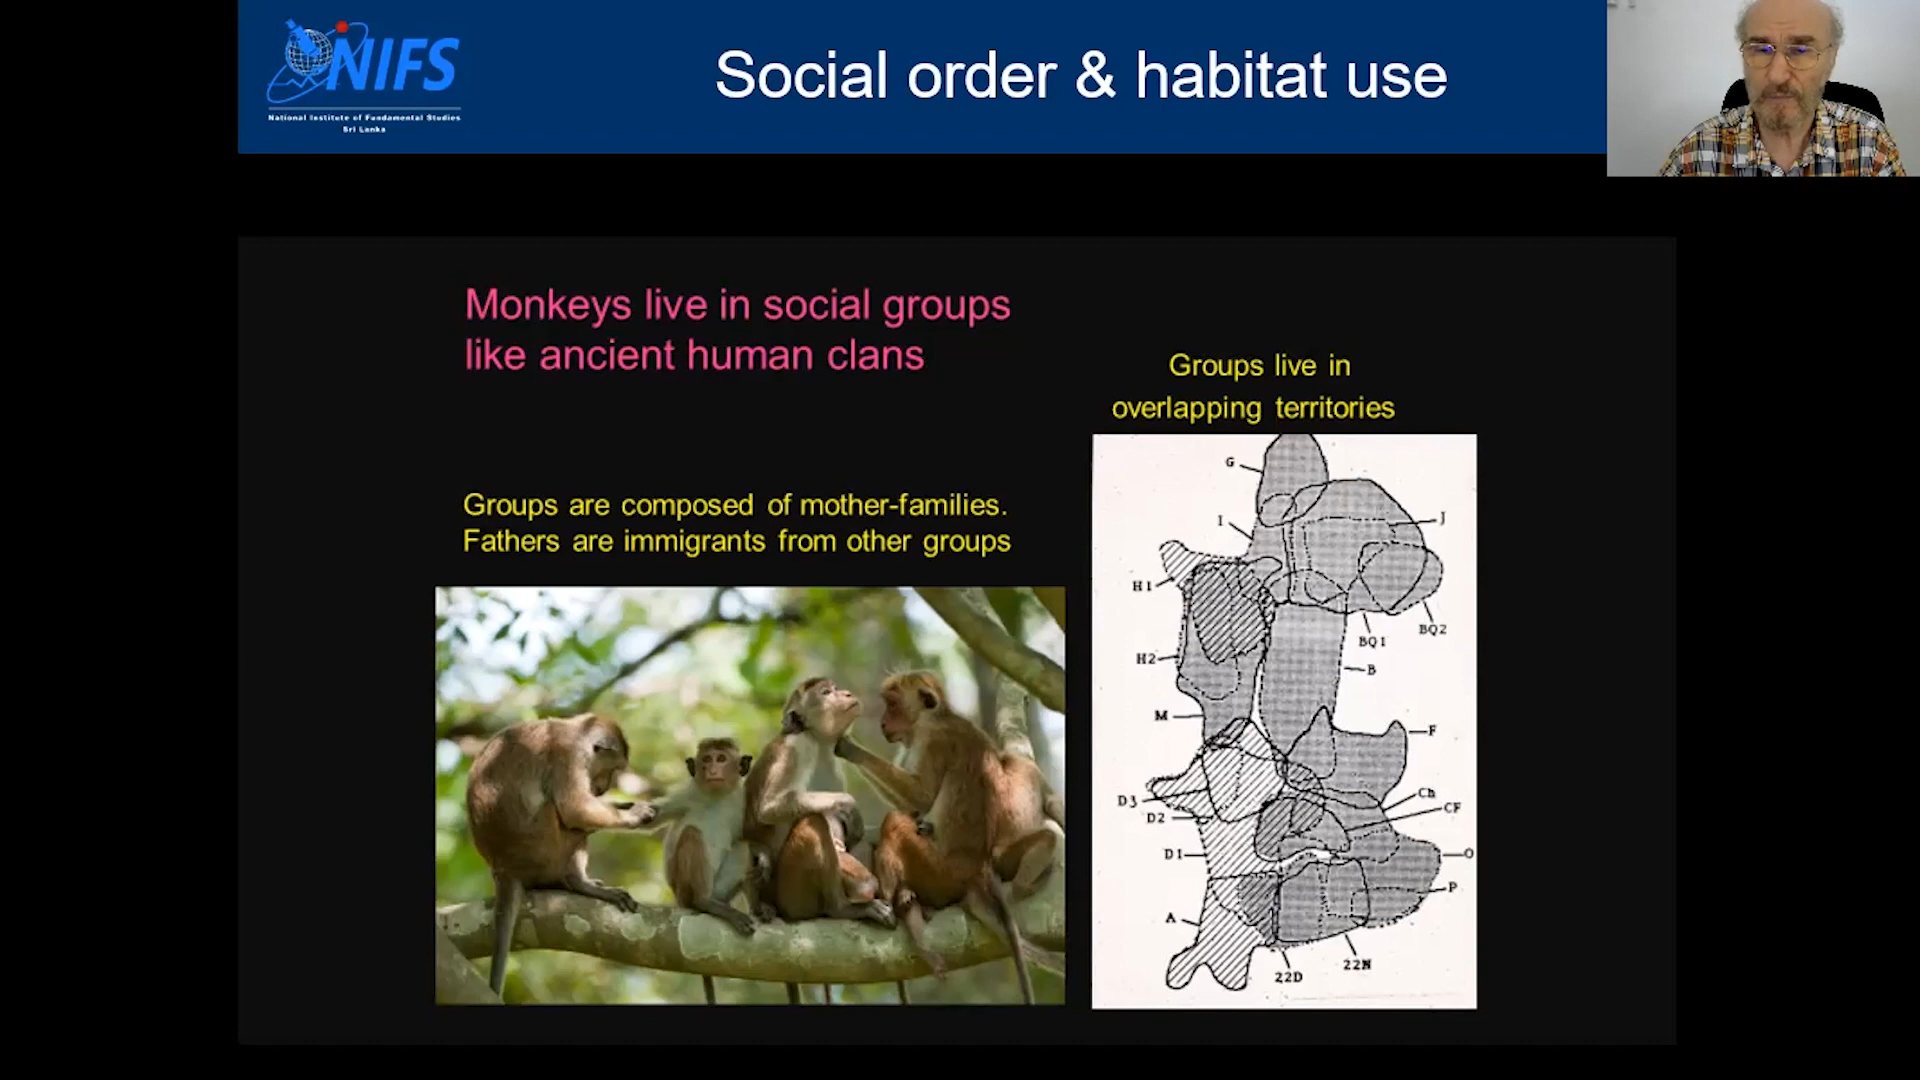 NIFS
National Institute of Fundamental Studies
Sri Lanka
Social order & habitat use
Monkeys live in social groups
like ancient human clans
Groups are composed of mother-families.
Fathers are immigrants from other groups
Groups live in
overlapping territories
G
I
J
H1
BQ1
BQ2
H2
B
M
F
D3
Ch
CF
D2
D1
O
P
A
22N
22D